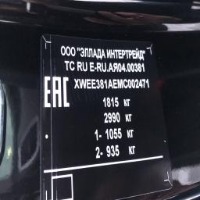 ООО "ЭЛЛАДА ИНТЕРТРЕЙД"
ТС RU E-RU.АЯ04.00381
XWEE381AEMC002471
EAC
1815 кг
2990 кг
1- 1055 кг
2- 935 кг